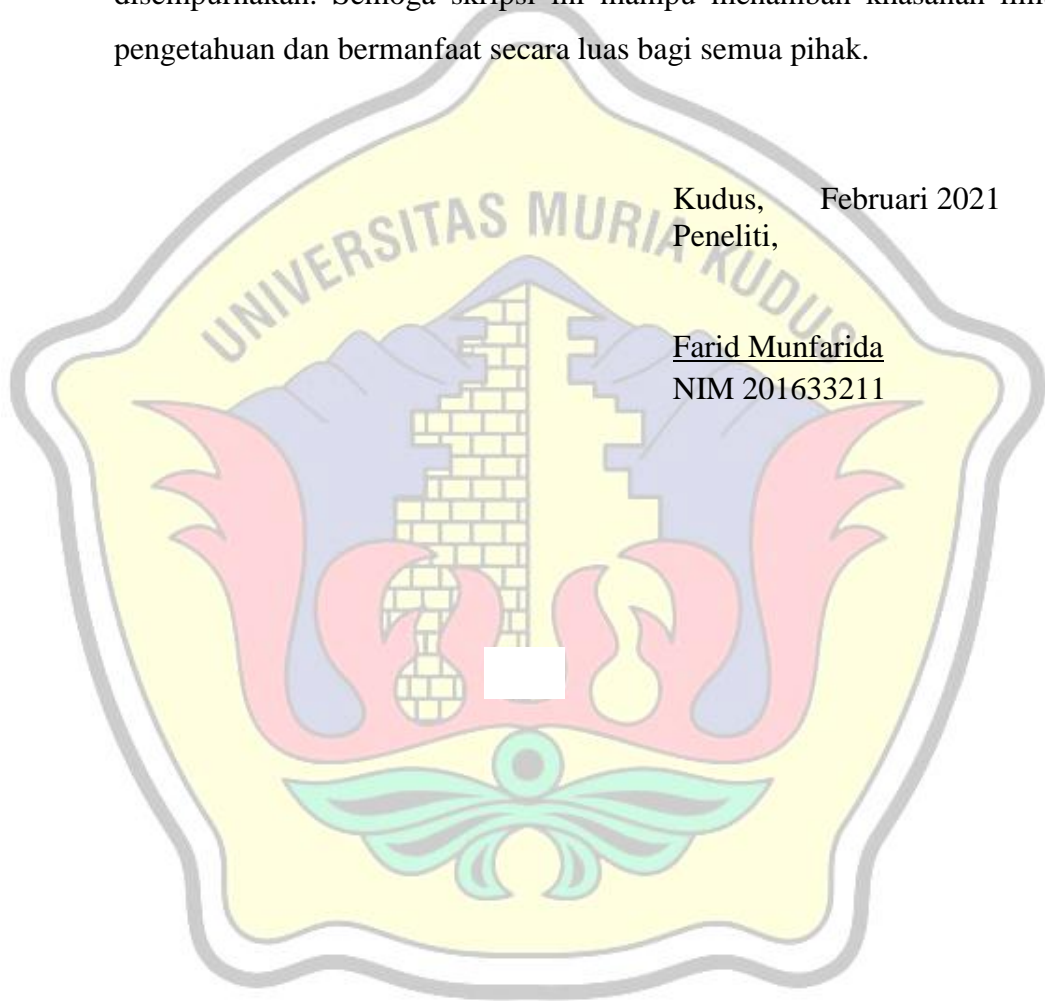 pengetahuan dan bermanfaat secara luas bagi semua pihak.
Kudus, Februari 2021
Peneliti,
Farid Munfarida
NIM 201633211
UNIVERSITAS MURIA KUDUS